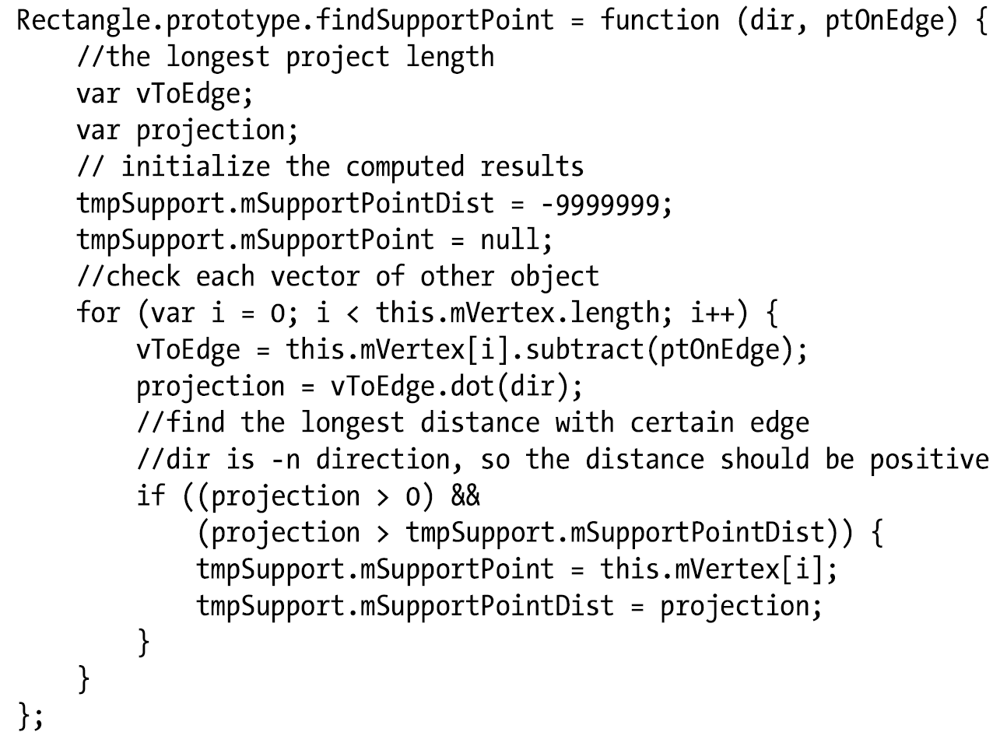 Rectangle.prototype.findSupportPoint = function (dir, ptOnEdge) {
    //the longest project length
    var vToEdge;
    var projection;
    // initialize the computed results
    tmpSupport.mSupportPointDist = -9999999;
    tmpSupport.mSupportPoint = null;
    //check each vector of other object
    for (var i = 0; i < this.mVertex.length; i++) {
        vToEdge = this.mVertex[i].subtract(ptOnEdge);
        projection = vToEdge.dot(dir);
        //find the longest distance with certain edge
        //dir is -n direction, so the distance should be positive
        if ((projection > 0) &&
            (projection > tmpSupport.mSupportPointDist)) {
            tmpSupport.mSupportPoint = this.mVertex[i];
            tmpSupport.mSupportPointDist = projection;
        }
    }
};